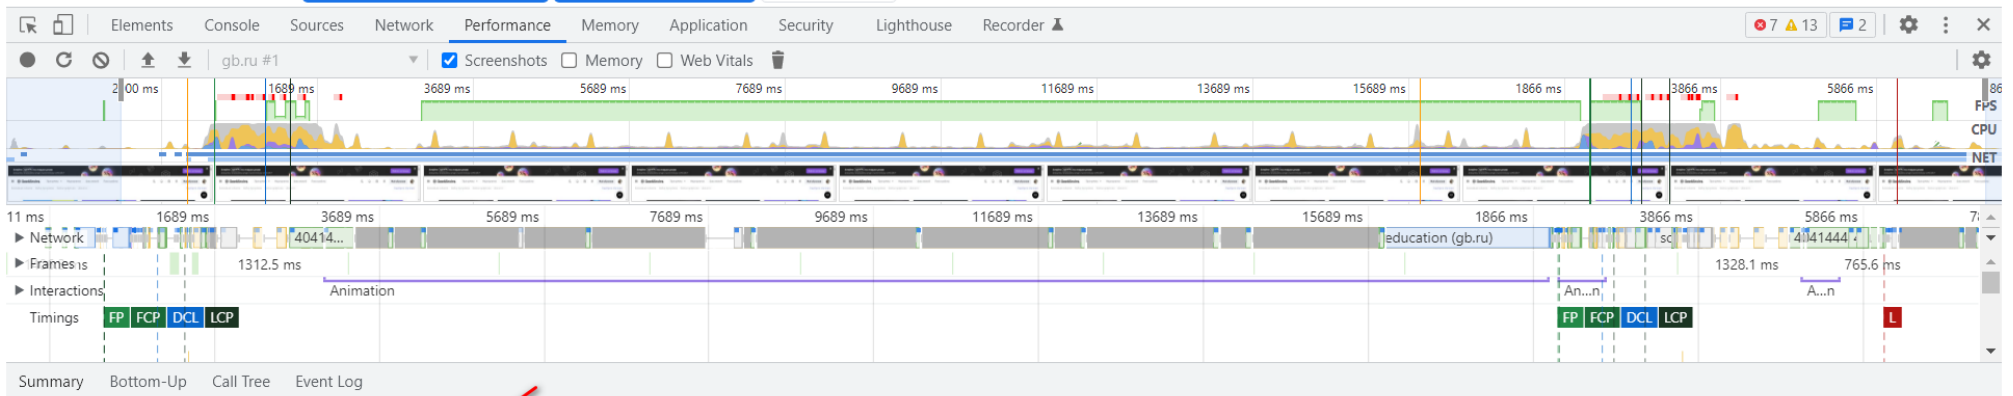 Elements Console Sources Network Performance Memory Application Security Lighthouse Recorder 7 13 2
gb.ru #1 Screenshots Memory Web Vitals
00 ms 1689 ms 3689 ms 5689 ms 7689 ms 9689 ms 11689 ms 13689 ms 15689 ms 1866 ms 3866 ms 5866 ms
FPS
CPU
NET
11 ms 1689 ms 3689 ms 5689 ms 7689 ms 9689 ms 11689 ms 13689 ms 15689 ms 1866 ms 3866 ms 5866 ms
Network 40414... education (gb.ru)
Frames 1312.5 ms 1328.1 ms 765.6 ms
Interactions Animation An...n A...n
Timings FP FCP DCL LCP FP FCP DCL LCP L
Summary Bottom-Up Call Tree Event Log